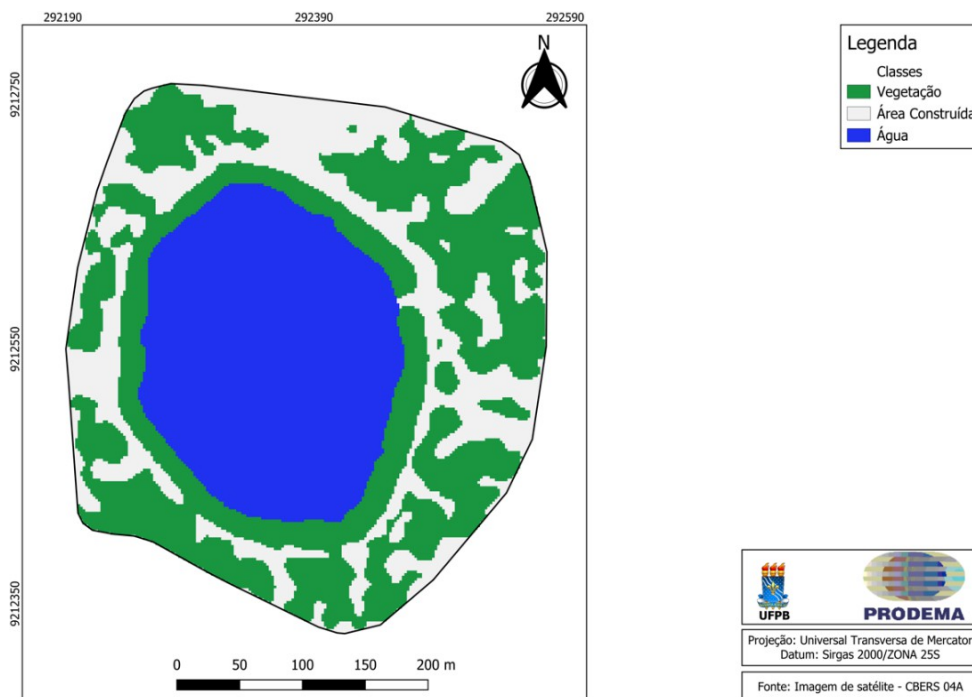 292190 292390 292590
N
Legenda
Classes
Vegetação
Área Construída
Água
9212750
9212550
9212350
0 50 100 150 200 m
UFPB
PRODEMA
Projeção: Universal Transversa de Mercator
Datum: Sirgas 2000/ZONA 25S
Fonte: Imagem de satélite - CBERS 04A